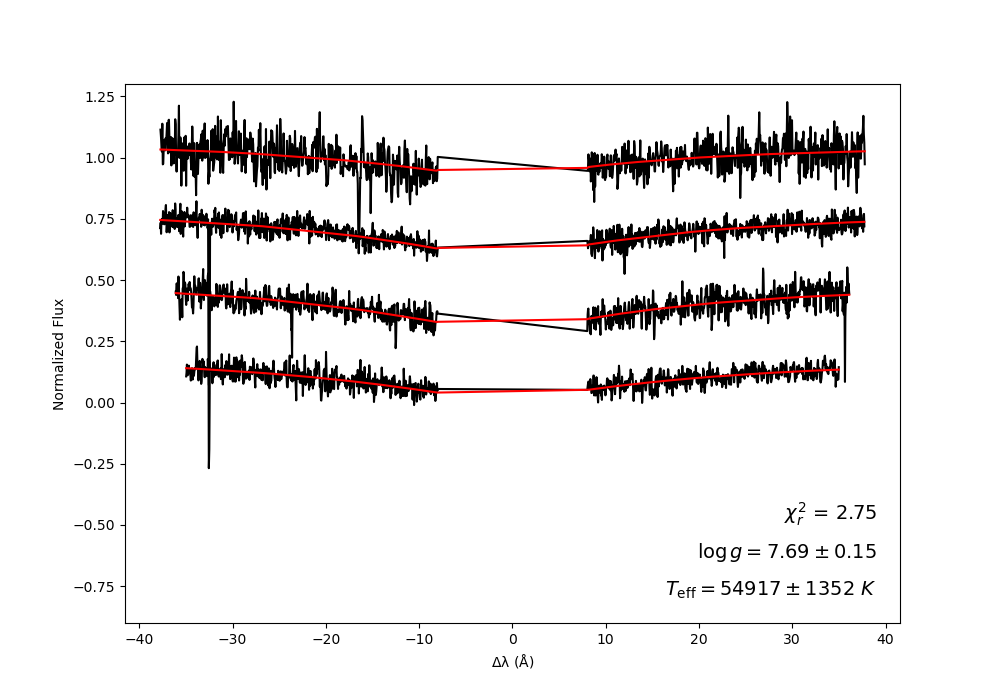 1.25
1.00
0.75
0.50
0.25
0.00
−0.25
−0.50
−0.75
Normalized Flux
χ²ᵣ = 2.75
log g = 7.69 ± 0.15
T_eff = 54917 ± 1352 K
−40 −30 −20 −10 0 10 20 30 40
Δλ (Å)